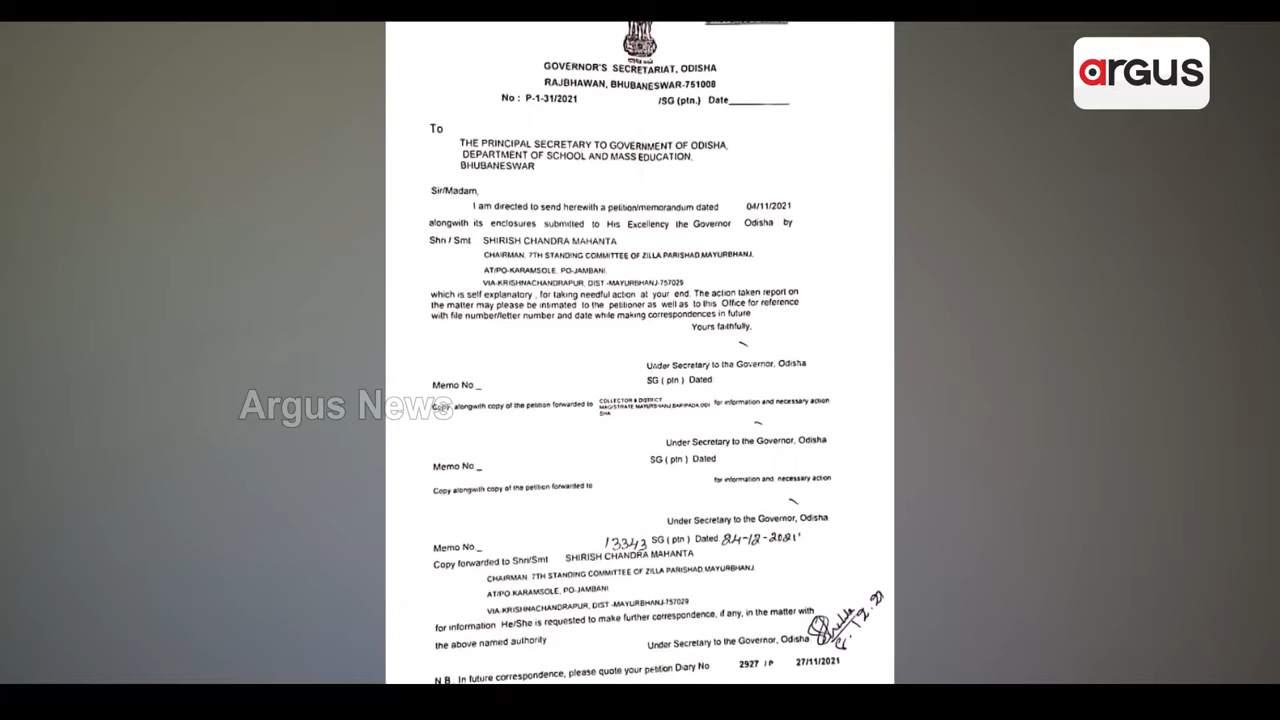 argus
GOVERNOR'S SECRETARIAT, ODISHA
RAJBHAWAN, BHUBANESWAR-751008
No : P-1-31/2021 /SG (ptn.) Date
To
THE PRINCIPAL SECRETARY TO GOVERNMENT OF ODISHA,
DEPARTMENT OF SCHOOL AND MASS EDUCATION,
BHUBANESWAR
Sir/Madam,
I am directed to send herewith a petition/memorandum dated 04/11/2021
alongwith its enclosures submitted to His Excellency the Governor Odisha by
Shri / Smt SHIRISH CHANDRA MAHANTA
CHAIRMAN, 7TH STANDING COMMITTEE OF ZILLA PARISHAD,MAYURBHANJ,
AT/PO-KARAMSOLE, PO-JAMBANI,
VIA-KRISHNACHANDRAPUR, DIST -MAYURBHANJ-757029
which is self explanatory , for taking needful action at your end. The action taken report on
the matter may please be intimated to the petitioner as well as to this Office for reference
with file number/letter number and date while making correspondences in future
Yours faithfully,
Under Secretary to the Governor, Odisha
Memo No _ SG ( ptn ) Dated
Copy alongwith copy of the petition forwarded to COLLECTOR & DISTRICT MAGISTRATE MAYURBHANJ,BARIPADA,ODISHA for information and necessary action
Argus News
Under Secretary to the Governor, Odisha
Memo No _ SG ( ptn ) Dated
Copy alongwith copy of the petition forwarded to for information and necessary action
Under Secretary to the Governor, Odisha
Memo No _ 13343 SG ( ptn ) Dated 24-12-2021
Copy forwarded to Shri/Smt SHIRISH CHANDRA MAHANTA
CHAIRMAN, 7TH STANDING COMMITTEE OF ZILLA PARISHAD,MAYURBHANJ,
AT/PO-KARAMSOLE, PO-JAMBANI
VIA-KRISHNACHANDRAPUR, DIST -MAYURBHANJ-757029
for information He/She is requested to make further correspondence, if any, in the matter with
the above named authority
Under Secretary to the Governor, Odisha
N.B. In future correspondence, please quote your petition Diary No. 2927 /P 27/11/2021